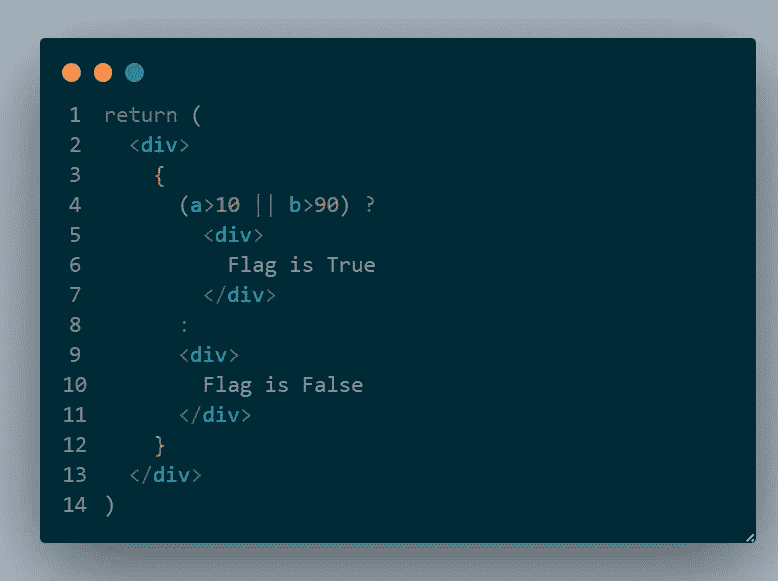 1 return (
2   <div>
3     {
4       (a>10 || b>90) ?
5         <div>
6           Flag is True
7         </div>
8       :
9       <div>
10         Flag is False
11       </div>
12     }
13   </div>
14 )